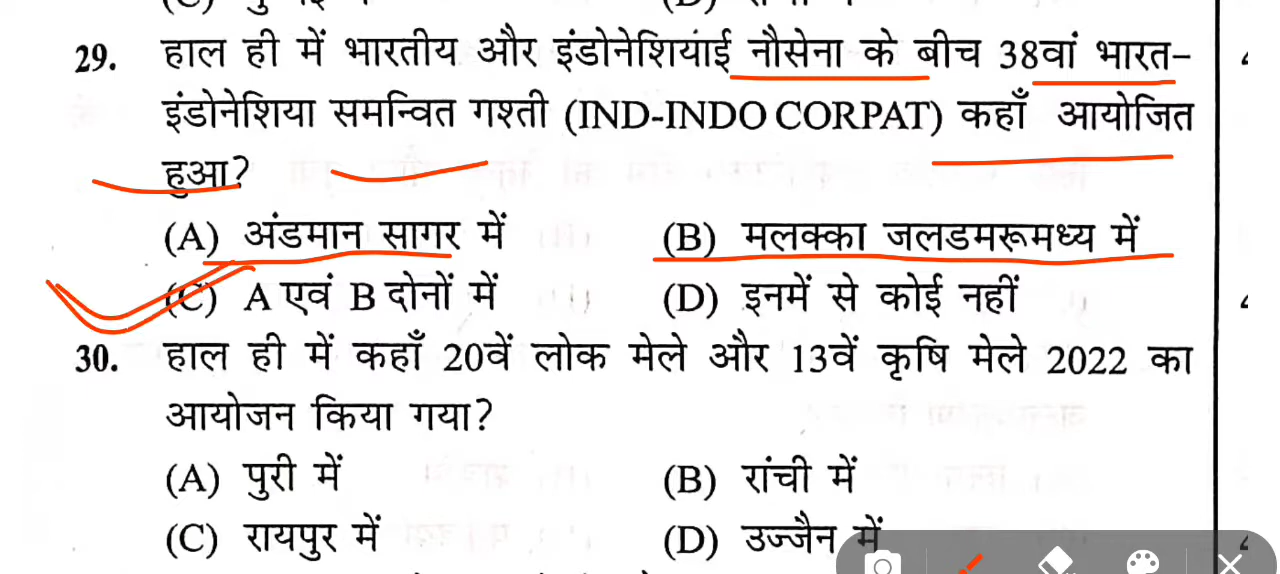 29. हाल ही में भारतीय और इंडोनेशियाई नौसेना के बीच 38वां भारत-
इंडोनेशिया समन्वित गश्ती (IND-INDO CORPAT) कहाँ आयोजित
हुआ?
(A) अंडमान सागर में (B) मलक्का जलडमरूमध्य में
(C) A एवं B दोनों में (D) इनमें से कोई नहीं
30. हाल ही में कहाँ 20वें लोक मेले और 13वें कृषि मेले 2022 का
आयोजन किया गया?
(A) पुरी में (B) रांची में
(C) रायपुर में (D) उज्जैन में